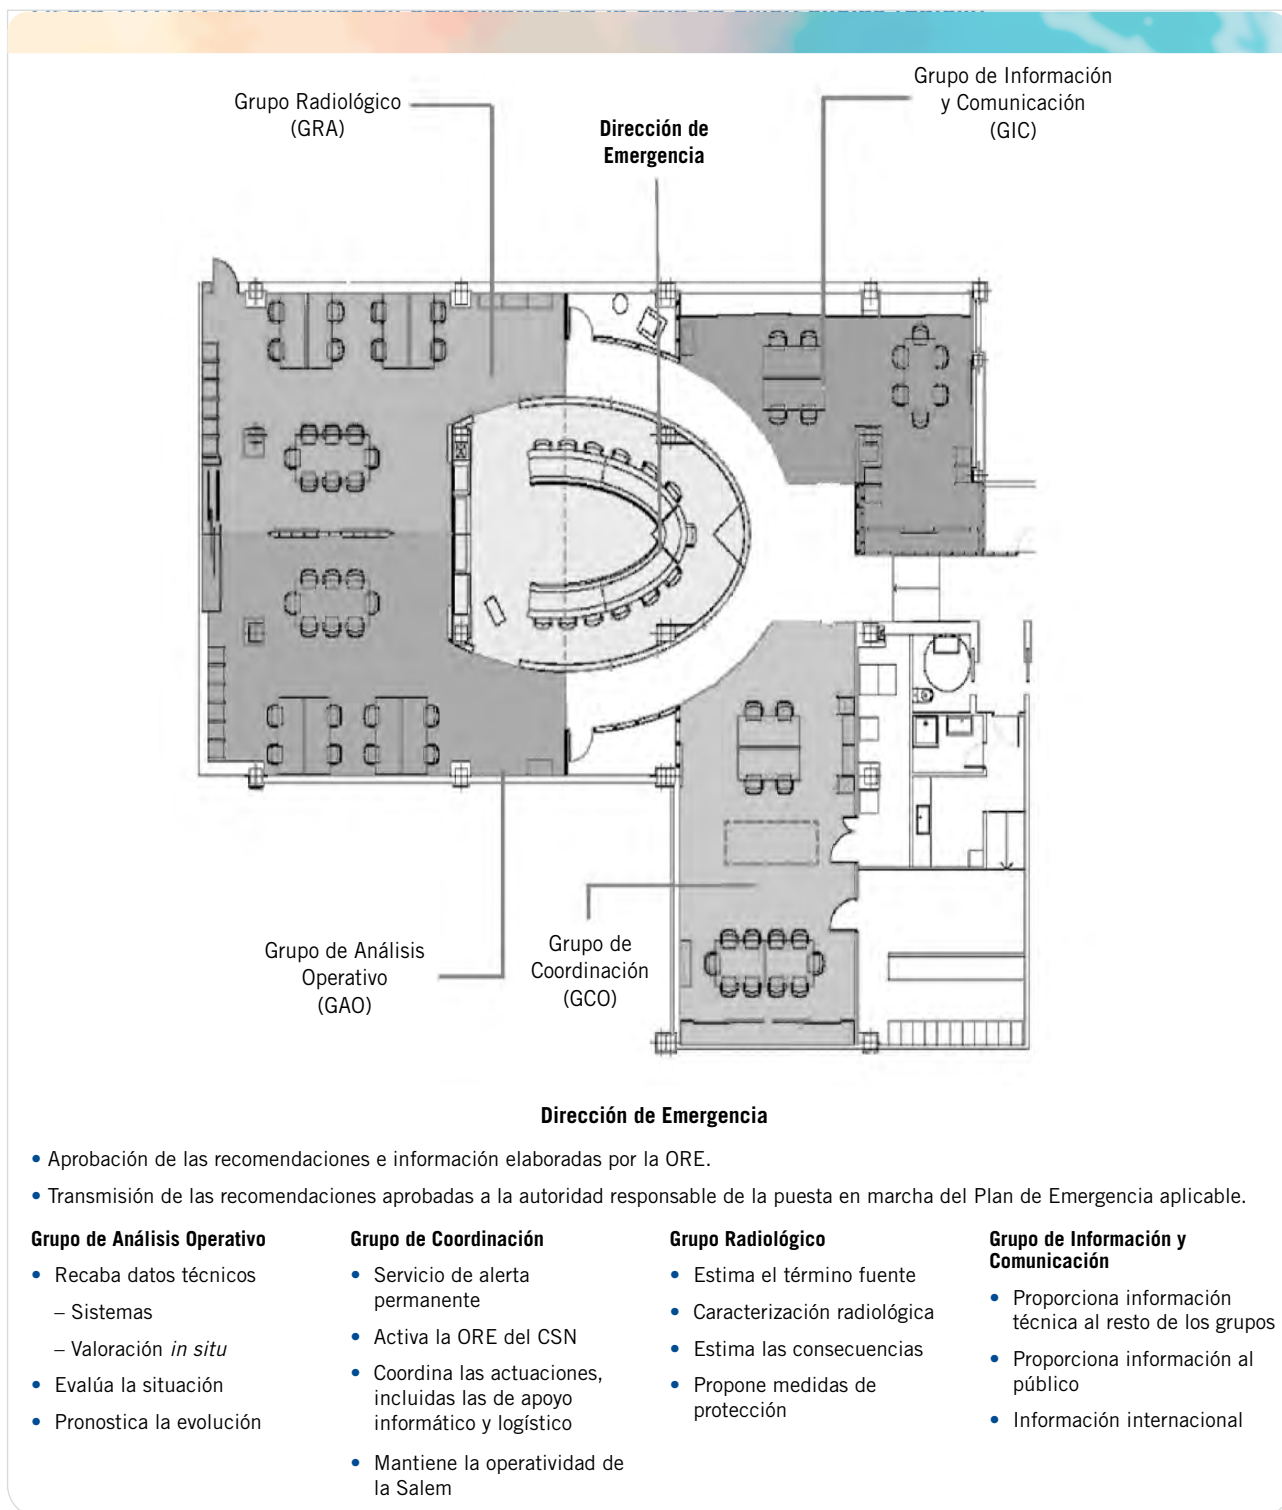 Grupo Radiológico
(GRA)
Dirección de
Emergencia
Grupo de Información
y Comunicación
(GIC)
Grupo de Análisis
Operativo
(GAO)
Grupo de
Coordinación
(GCO)
Dirección de Emergencia
• Aprobación de las recomendaciones e información elaboradas por la ORE.
• Transmisión de las recomendaciones aprobadas a la autoridad responsable de la puesta en marcha del Plan de Emergencia aplicable.
Grupo de Análisis Operativo
• Recaba datos técnicos
– Sistemas
– Valoración in situ
• Evalúa la situación
• Pronostica la evolución
Grupo de Coordinación
• Servicio de alerta
permanente
• Activa la ORE del CSN
• Coordina las actuaciones,
incluidas las de apoyo
informático y logístico
• Mantiene la operatividad de
la Salem
Grupo Radiológico
• Estima el término fuente
• Caracterización radiológica
• Estima las consecuencias
• Propone medidas de
protección
Grupo de Información y
Comunicación
• Proporciona información
técnica al resto de los grupos
• Proporciona información al
público
• Información internacional